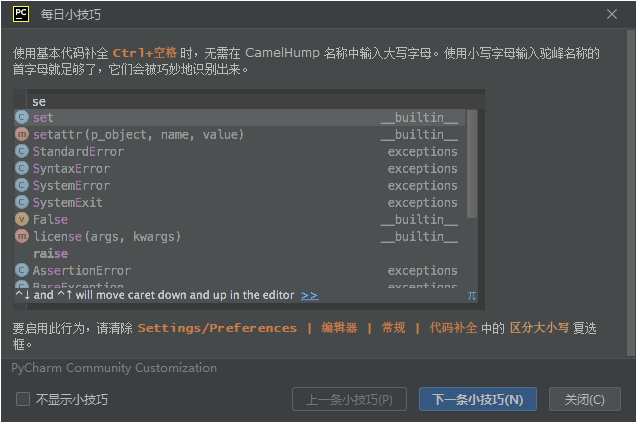 PC 每日小技巧
使用基本代码补全 Ctrl+空格 时，无需在 CamelHump 名称中输入大写字母。使用小写字母输入驼峰名称的
首字母就足够了，它们会被巧妙地识别出来。
se
c set __builtin__
m setattr(p_object, name, value) __builtin__
c StandardError exceptions
c SyntaxError exceptions
c SystemError exceptions
c SystemExit exceptions
v False __builtin__
m license(args, kwargs) __builtin__
raise
c AssertionError exceptions
c BaseException exceptions
^↓ and ^↑ will move caret down and up in the editor >> π
要启用此行为，请清除 Settings/Preferences | 编辑器 | 常规 | 代码补全 中的 区分大小写 复选
框。
PyCharm Community Customization
不显示小技巧 上一条小技巧(P) 下一条小技巧(N) 关闭(C)